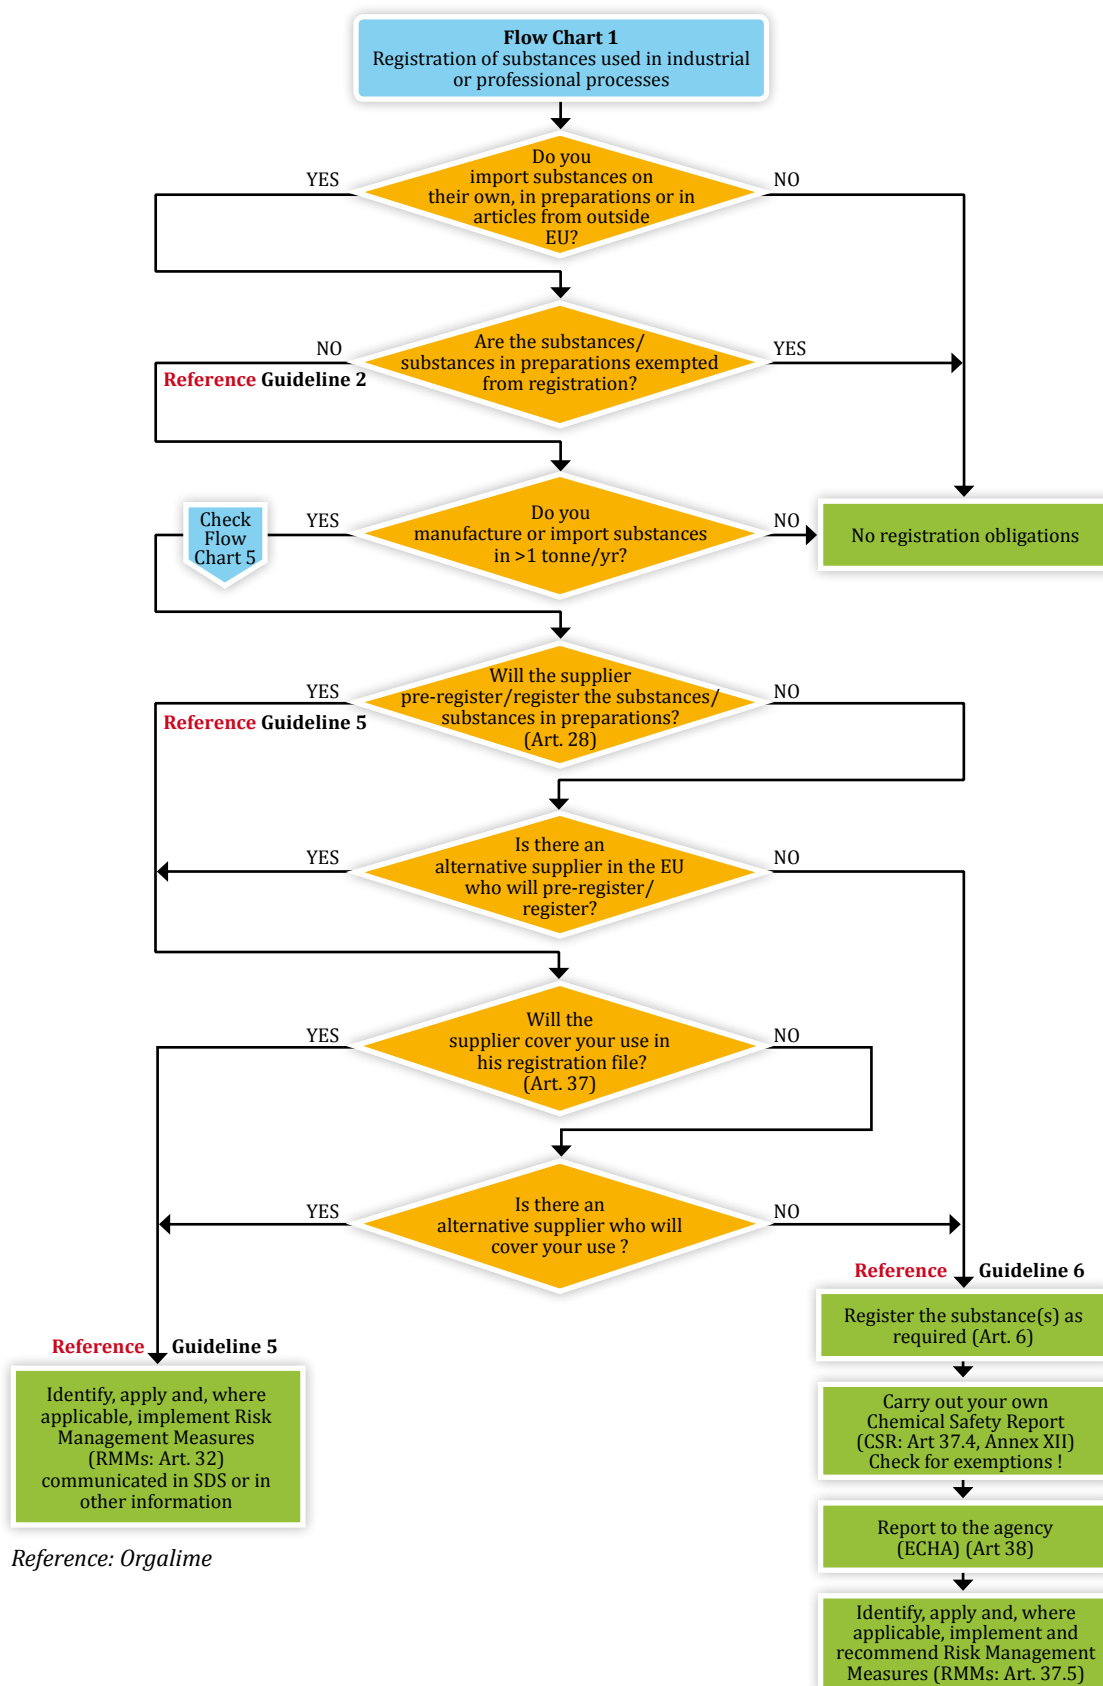 Flow Chart 1
Registration of substances used in industrial
or professional processes
Do you
import substances on
their own, in preparations or in
articles from outside
EU?
YES
NO
Are the substances/
substances in preparations exempted
from registration?
NO
YES
Reference Guideline 2
Do you
manufacture or import substances
in >1 tonne/yr?
YES
NO
Check
Flow
Chart 5
No registration obligations
Will the supplier
pre-register/register the substances/
substances in preparations?
(Art. 28)
YES
NO
Reference Guideline 5
Is there an
alternative supplier in the EU
who will pre-register/
register?
YES
NO
Will the
supplier cover your use in
his registration file?
(Art. 37)
YES
NO
Is there an
alternative supplier who will
cover your use ?
YES
NO
Reference Guideline 6
Register the substance(s) as
required (Art. 6)
Reference Guideline 5
Identify, apply and, where
applicable, implement Risk
Management Measures
(RMMs: Art. 32)
communicated in SDS or in
other information
Carry out your own
Chemical Safety Report
(CSR: Art 37.4, Annex XII)
Check for exemptions !
Report to the agency
(ECHA) (Art 38)
Identify, apply and, where
applicable, implement and
recommend Risk Management
Measures (RMMs: Art. 37.5)
Reference: Orgalime